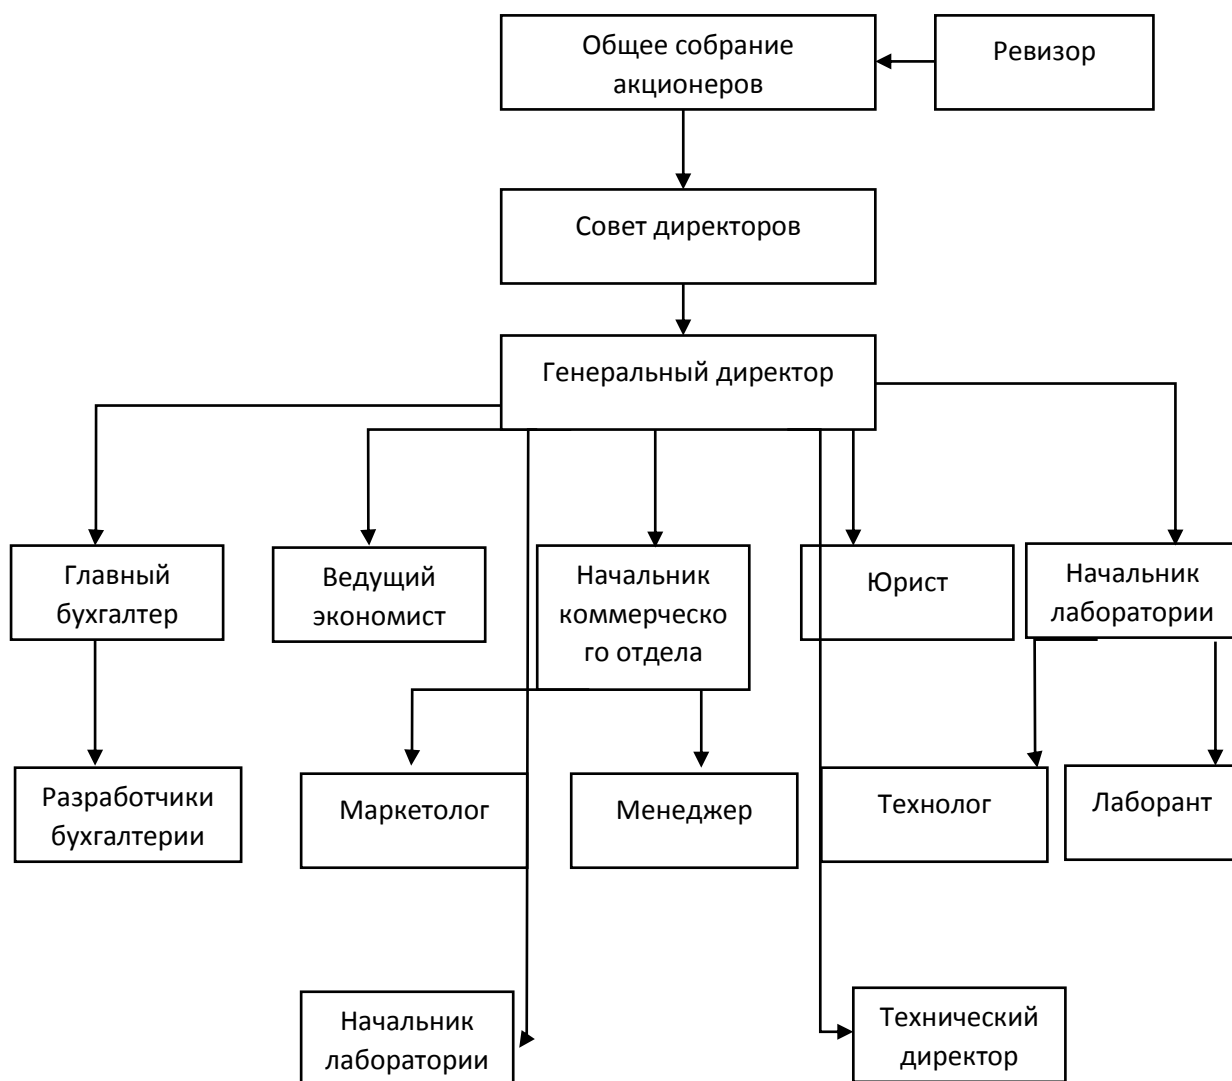 Общее собрание
акционеров
Ревизор
Совет директоров
Генеральный директор
Главный
бухгалтер
Ведущий
экономист
Начальник
коммерческо
го отдела
Юрист
Начальник
лаборатории
Разработчики
бухгалтерии
Маркетолог
Менеджер
Технолог
Лаборант
Начальник
лаборатории
Технический
директор